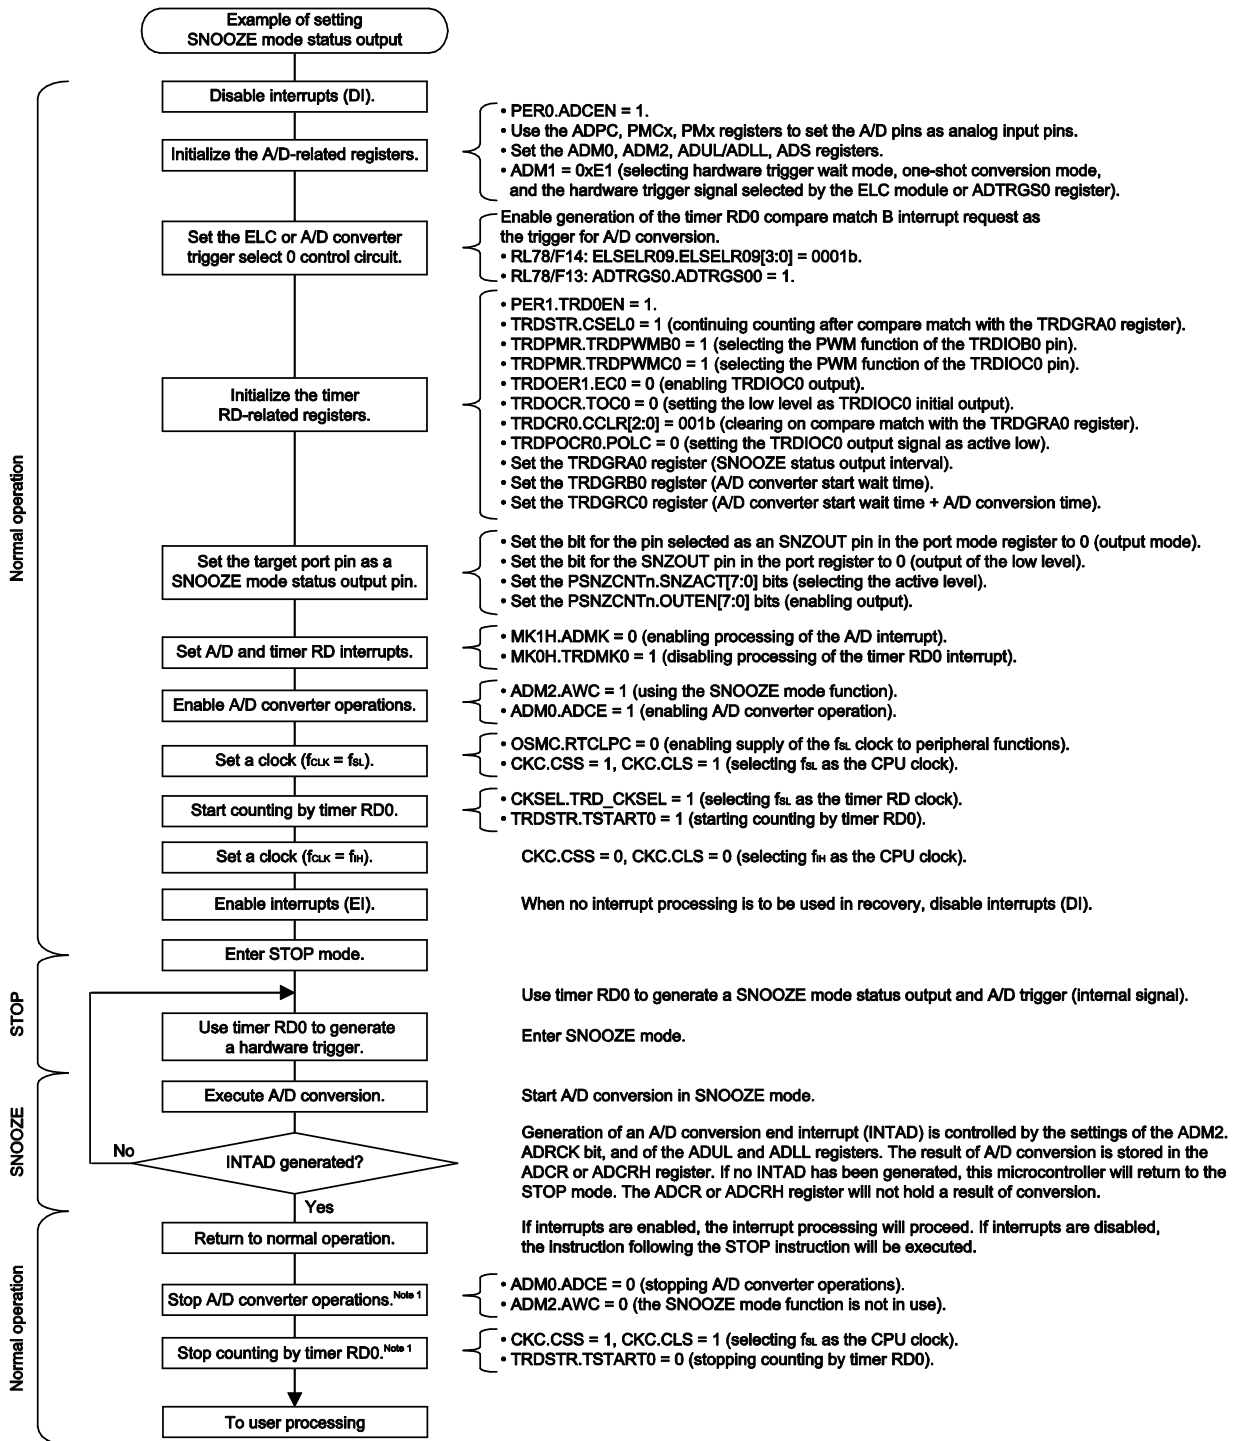 Example of setting
SNOOZE mode status output
Normal operation
Disable interrupts (DI).
Initialize the A/D-related registers.
• PER0.ADCEN = 1.
• Use the ADPC, PMCx, PMx registers to set the A/D pins as analog input pins.
• Set the ADM0, ADM2, ADUL/ADLL, ADS registers.
• ADM1 = 0xE1 (selecting hardware trigger wait mode, one-shot conversion mode,
and the hardware trigger signal selected by the ELC module or ADTRGS0 register).
Set the ELC or A/D converter
trigger select 0 control circuit.
Enable generation of the timer RD0 compare match B interrupt request as
the trigger for A/D conversion.
• RL78/F14: ELSELR09.ELSELR09[3:0] = 0001b.
• RL78/F13: ADTRGS0.ADTRGS00 = 1.
Initialize the timer
RD-related registers.
• PER1.TRD0EN = 1.
• TRDSTR.CSEL0 = 1 (continuing counting after compare match with the TRDGRA0 register).
• TRDPMR.TRDPWMB0 = 1 (selecting the PWM function of the TRDIOB0 pin).
• TRDPMR.TRDPWMC0 = 1 (selecting the PWM function of the TRDIOC0 pin).
• TRDOER1.EC0 = 0 (enabling TRDIOC0 output).
• TRDOCR.TOC0 = 0 (setting the low level as TRDIOC0 initial output).
• TRDCR0.CCLR[2:0] = 001b (clearing on compare match with the TRDGRA0 register).
• TRDPOCR0.POLC = 0 (setting the TRDIOC0 output signal as active low).
• Set the TRDGRA0 register (SNOOZE status output interval).
• Set the TRDGRB0 register (A/D converter start wait time).
• Set the TRDGRC0 register (A/D converter start wait time + A/D conversion time).
Set the target port pin as a
SNOOZE mode status output pin.
• Set the bit for the pin selected as an SNZOUT pin in the port mode register to 0 (output mode).
• Set the bit for the SNZOUT pin in the port register to 0 (output of the low level).
• Set the PSNZCNTn.SNZACT[7:0] bits (selecting the active level).
• Set the PSNZCNTn.OUTEN[7:0] bits (enabling output).
Set A/D and timer RD interrupts.
• MK1H.ADMK = 0 (enabling processing of the A/D interrupt).
• MK0H.TRDMK0 = 1 (disabling processing of the timer RD0 interrupt).
Enable A/D converter operations.
• ADM2.AWC = 1 (using the SNOOZE mode function).
• ADM0.ADCE = 1 (enabling A/D converter operation).
Set a clock (fCLK = fSL).
• OSMC.RTCLPC = 0 (enabling supply of the fSL clock to peripheral functions).
• CKC.CSS = 1, CKC.CLS = 1 (selecting fSL as the CPU clock).
Start counting by timer RD0.
• CKSEL.TRD_CKSEL = 1 (selecting fSL as the timer RD clock).
• TRDSTR.TSTART0 = 1 (starting counting by timer RD0).
Set a clock (fCLK = fIH).
CKC.CSS = 0, CKC.CLS = 0 (selecting fIH as the CPU clock).
Enable interrupts (EI).
When no interrupt processing is to be used in recovery, disable interrupts (DI).
Enter STOP mode.
STOP
Use timer RD0 to generate a SNOOZE mode status output and A/D trigger (internal signal).
Use timer RD0 to generate
a hardware trigger.
Enter SNOOZE mode.
SNOOZE
Execute A/D conversion.
Start A/D conversion in SNOOZE mode.
No
INTAD generated?
Generation of an A/D conversion end interrupt (INTAD) is controlled by the settings of the ADM2.
ADRCK bit, and of the ADUL and ADLL registers. The result of A/D conversion is stored in the
ADCR or ADCRH register. If no INTAD has been generated, this microcontroller will return to the
STOP mode. The ADCR or ADCRH register will not hold a result of conversion.
Yes
Normal operation
Return to normal operation.
If interrupts are enabled, the interrupt processing will proceed. If interrupts are disabled,
the instruction following the STOP instruction will be executed.
Stop A/D converter operations.Note 1
• ADM0.ADCE = 0 (stopping A/D converter operations).
• ADM2.AWC = 0 (the SNOOZE mode function is not in use).
Stop counting by timer RD0.Note 1
• CKC.CSS = 1, CKC.CLS = 1 (selecting fSL as the CPU clock).
• TRDSTR.TSTART0 = 0 (stopping counting by timer RD0).
To user processing